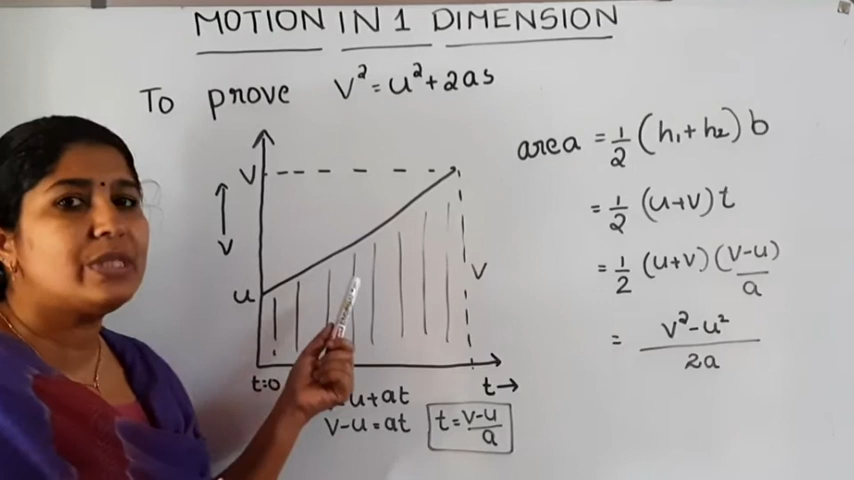 MOTION IN 1 DIMENSION
To prove v² = u² + 2as
area = 1/2 (h₁ + h₂) b
= 1/2 (u+v) t
= 1/2 (u+v) (v-u)/a
= v² - u² / 2a
v
v
u
v
t=0
t→
u + at
v - u = at
t = v-u/a